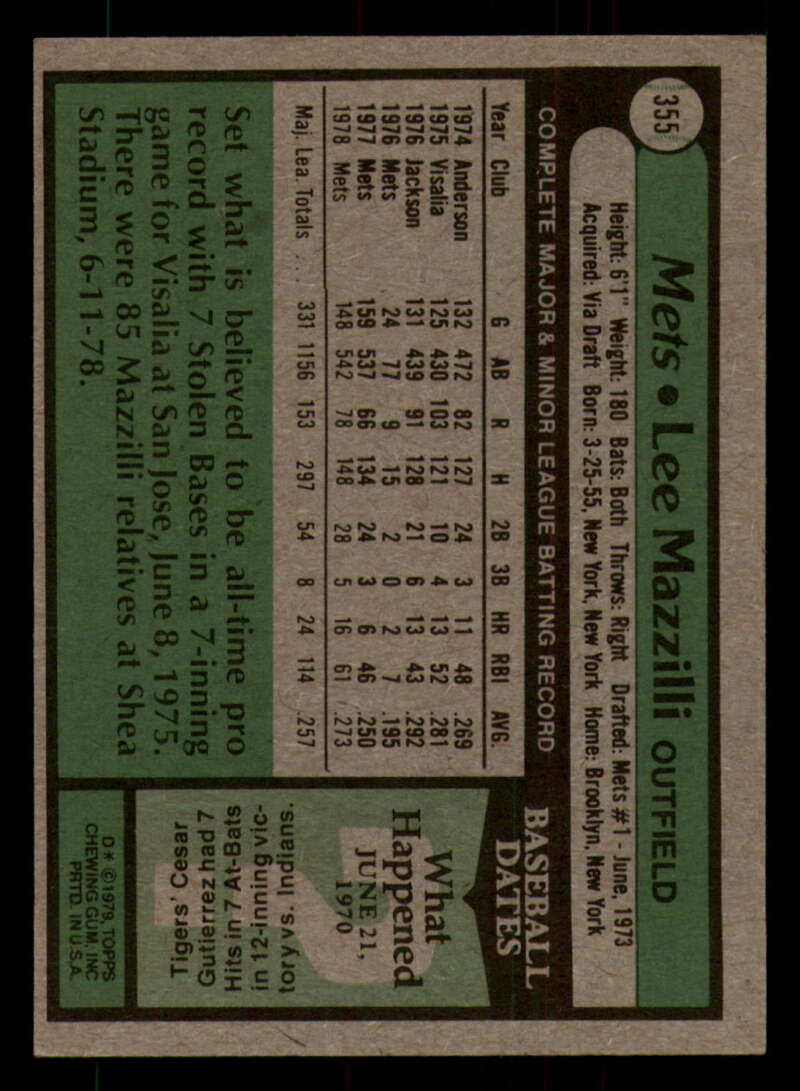 355
Mets • Lee Mazzilli OUTFIELD
Height: 6'1" Weight: 180 Bats: Both Throws: Right Drafted: Mets #1 - June, 1973
Acquired: Via Draft Born: 3-25-55, New York, New York Home: Brooklyn, New York
COMPLETE MAJOR & MINOR LEAGUE BATTING RECORD
Year Club G AB R H 2B 3B HR RBI AVG.
1974 Anderson 132 472 82 127 24 3 11 48 .269
1975 Visalia 125 430 103 121 10 4 13 52 .281
1976 Jackson 131 439 91 128 21 6 13 43 .292
1976 Mets 24 77 9 15 2 0 2 7 .195
1977 Mets 159 537 66 134 24 3 6 46 .250
1978 Mets 148 542 78 148 28 5 16 61 .273
Maj. Lea. Totals ... 331 1156 153 297 54 8 24 114 .257
Set what is believed to be all-time pro
record with 7 Stolen Bases in a 7-inning
game for Visalia at San Jose, June 8, 1975.
There were 85 Mazzilli relatives at Shea
Stadium, 6-11-78.
BASEBALL
DATES
What
Happened
JUNE 21,
1970
Tigers' Cesar
Gutierrez had 7
Hits in 7 At-Bats
in 12-inning vic-
tory vs. Indians.
D* ©1979, TOPPS
CHEWING GUM, INC
PRTD. IN U.S.A.